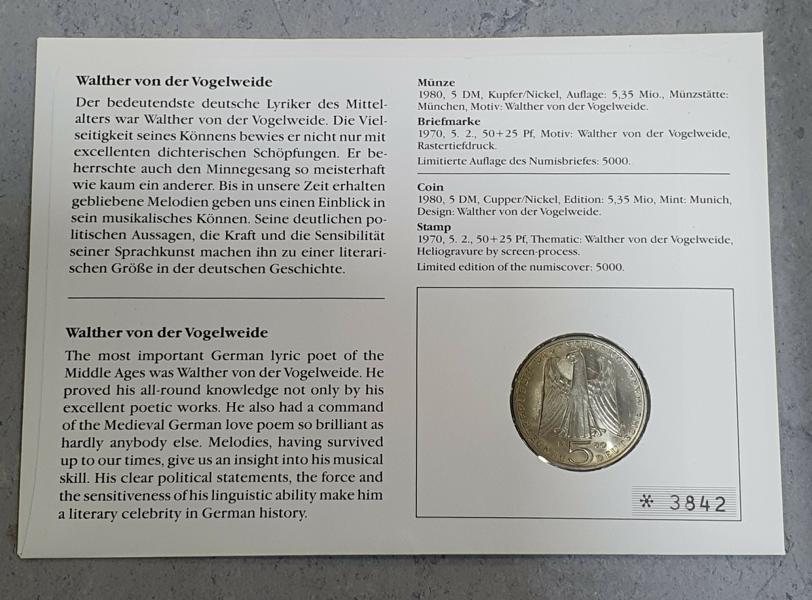 Walther von der Vogelweide
Der bedeutendste deutsche Lyriker des Mittel-
alters war Walther von der Vogelweide. Die Viel-
seitigkeit seines Könnens bewies er nicht nur mit
excellenten dichterischen Schöpfungen. Er be-
herrschte auch den Minnegesang so meisterhaft
wie kaum ein anderer. Bis in unsere Zeit erhalten
gebliebene Melodien geben uns einen Einblick in
sein musikalisches Können. Seine deutlichen po-
litischen Aussagen, die Kraft und die Sensibilität
seiner Sprachkunst machen ihn zu einer literari-
schen Größe in der deutschen Geschichte.
Walther von der Vogelweide
The most important German lyric poet of the
Middle Ages was Walther von der Vogelweide. He
proved his all-round knowledge not only by his
excellent poetic works. He also had a command
of the Medieval German love poem so brilliant as
hardly anybody else. Melodies, having survived
up to our times, give us an insight into his musical
skill. His clear political statements, the force and
the sensitiveness of his linguistic ability make him
a literary celebrity in German history.
Münze
1980, 5 DM, Kupfer/Nickel, Auflage: 5,35 Mio., Münzstätte:
München, Motiv: Walther von der Vogelweide.
Briefmarke
1970, 5. 2., 50+25 Pf, Motiv: Walther von der Vogelweide,
Rastertiefdruck.
Limitierte Auflage des Numisbriefes: 5000.
Coin
1980, 5 DM, Cupper/Nickel, Edition: 5,35 Mio, Mint: Munich,
Design: Walther von der Vogelweide.
Stamp
1970, 5. 2., 50+25 Pf, Thematic: Walther von der Vogelweide,
Heliogravure by screen-process.
Limited edition of the numiscover: 5000.
5
DEUTSCHE
* 3842